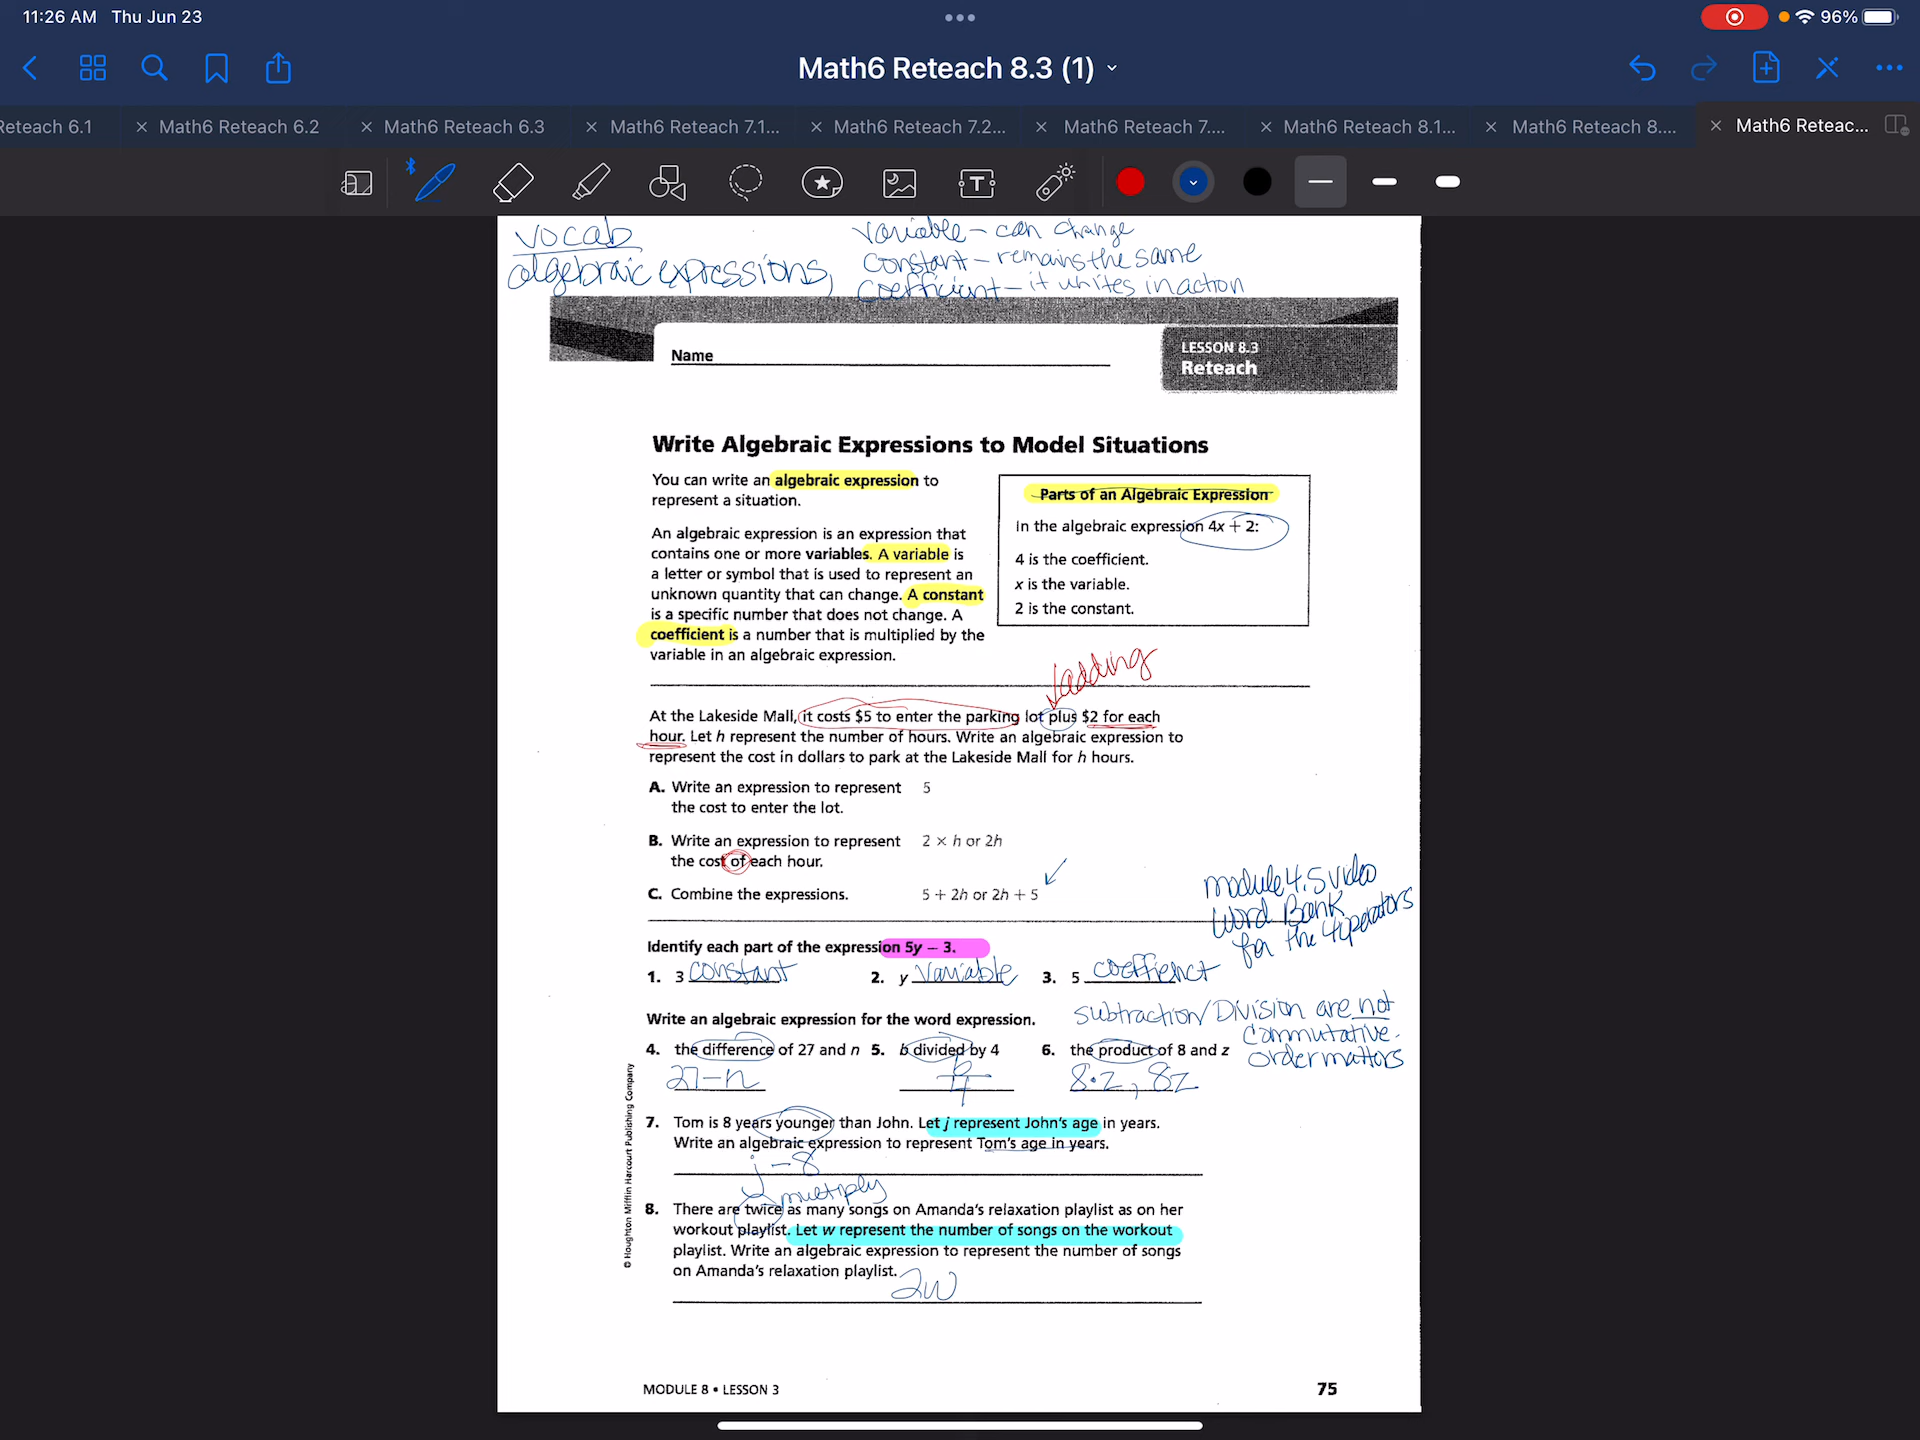 11:26 AM Thu Jun 23
96%
Math6 Reteach 8.3 (1)
Reteach 6.1
Math6 Reteach 6.2
Math6 Reteach 6.3
Math6 Reteach 7.1...
Math6 Reteach 7.2...
Math6 Reteach 7....
Math6 Reteach 8.1...
Math6 Reteach 8....
Math6 Reteac...
vocab
algebraic expressions,
variable - can change
constant - remains the same
coefficient - it unites in action
Name
LESSON 8.3
Reteach
Write Algebraic Expressions to Model Situations
You can write an algebraic expression to
represent a situation.
An algebraic expression is an expression that
contains one or more variables. A variable is
a letter or symbol that is used to represent an
unknown quantity that can change. A constant
is a specific number that does not change. A
coefficient is a number that is multiplied by the
variable in an algebraic expression.
Parts of an Algebraic Expression
In the algebraic expression 4x + 2:
4 is the coefficient.
x is the variable.
2 is the constant.
adding
At the Lakeside Mall, it costs $5 to enter the parking lot plus $2 for each
hour. Let h represent the number of hours. Write an algebraic expression to
represent the cost in dollars to park at the Lakeside Mall for h hours.
A. Write an expression to represent 5
the cost to enter the lot.
B. Write an expression to represent 2 × h or 2h
the cost of each hour.
C. Combine the expressions. 5 + 2h or 2h + 5
module 4.5 video
Word Bank
for the 4 operators
Identify each part of the expression 5y − 3.
1. 3 constant 2. y variable 3. 5 coeffienct
Write an algebraic expression for the word expression.
subtraction/Division are not
commutative-
order matters
4. the difference of 27 and n 5. b divided by 4 6. the product of 8 and z
27-n b/4 8·z, 8z
7. Tom is 8 years younger than John. Let j represent John's age in years.
Write an algebraic expression to represent Tom's age in years.
j-8
multiply
8. There are twice as many songs on Amanda's relaxation playlist as on her
workout playlist. Let w represent the number of songs on the workout
playlist. Write an algebraic expression to represent the number of songs
on Amanda's relaxation playlist.
2w
© Houghton Mifflin Harcourt Publishing Company
MODULE 8 • LESSON 3
75